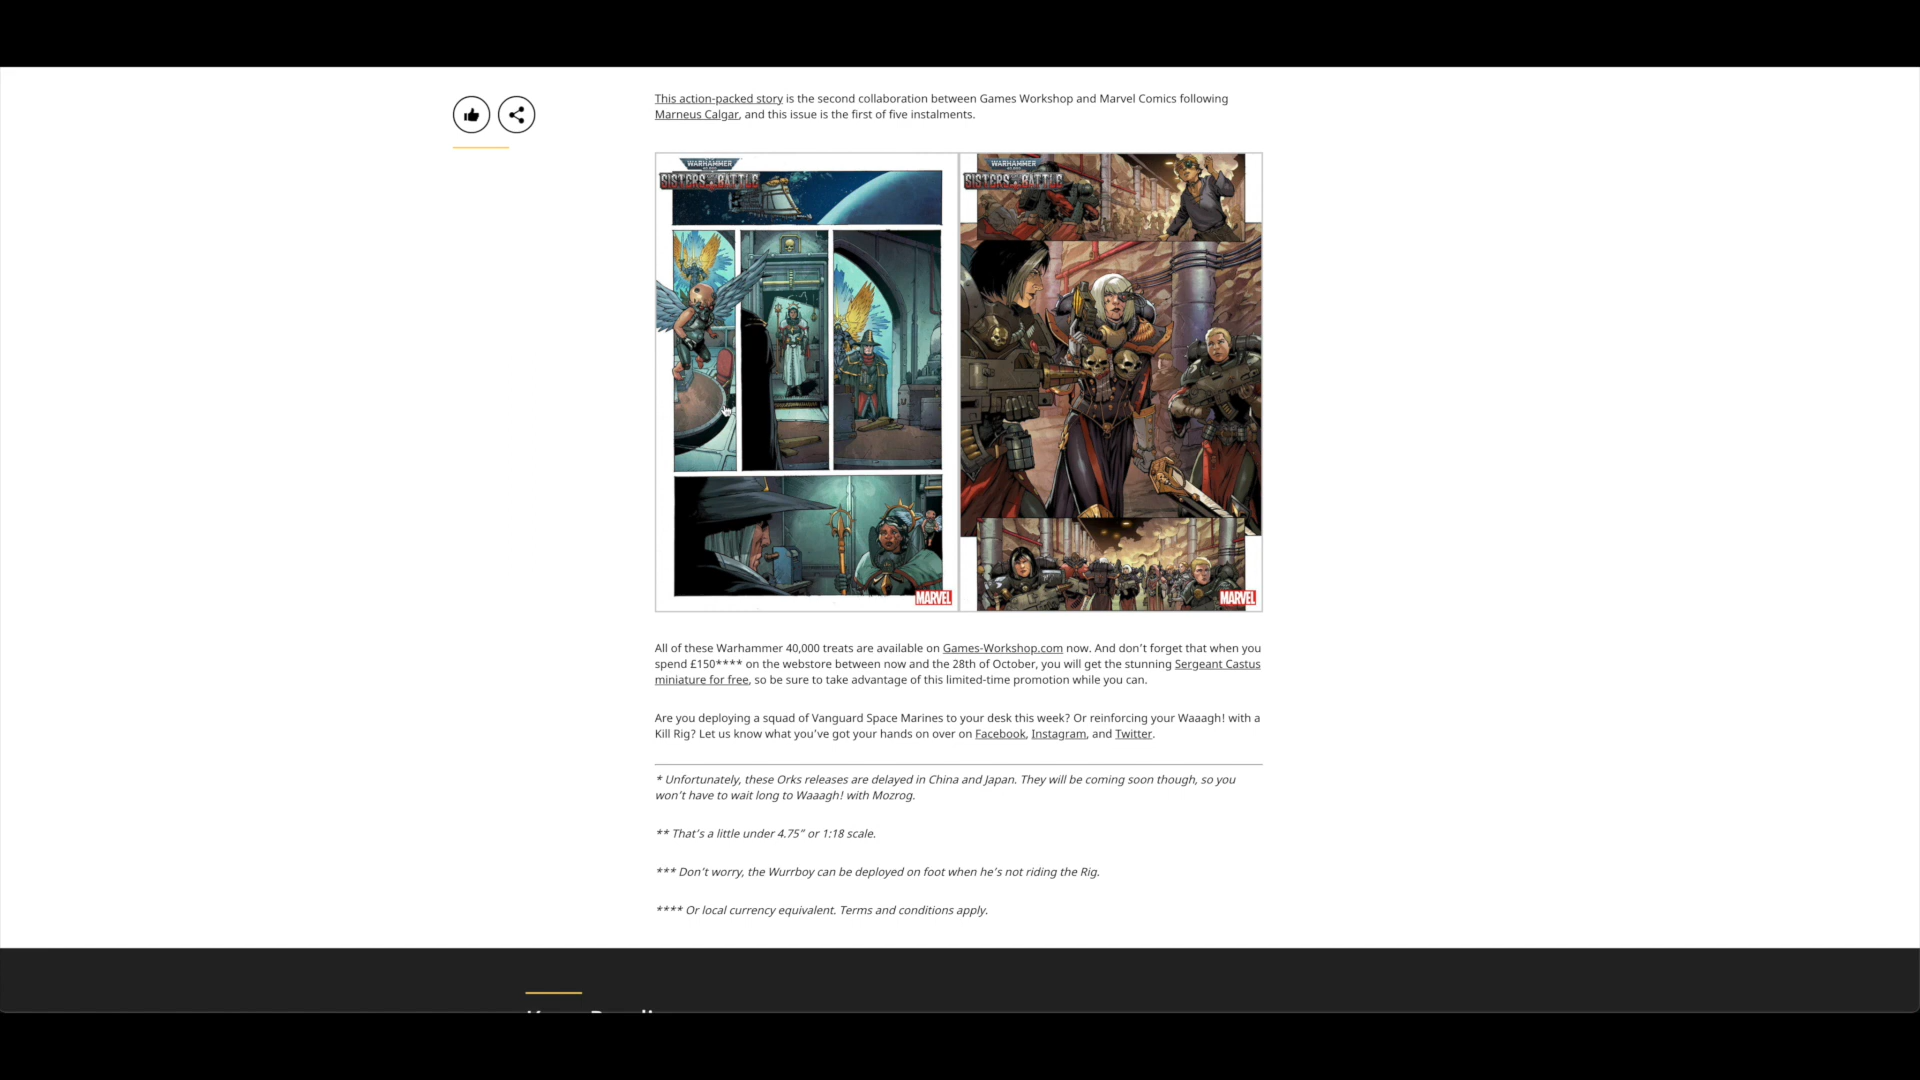 This action-packed story is the second collaboration between Games Workshop and Marvel Comics following
Marneus Calgar, and this issue is the first of five instalments.
WARHAMMER
SISTERS OF BATTLE
MARVEL
WARHAMMER
SISTERS OF BATTLE
MARVEL
All of these Warhammer 40,000 treats are available on Games-Workshop.com now. And don’t forget that when you
spend £150**** on the webstore between now and the 28th of October, you will get the stunning Sergeant Castus
miniature for free, so be sure to take advantage of this limited-time promotion while you can.
Are you deploying a squad of Vanguard Space Marines to your desk this week? Or reinforcing your Waaagh! with a
Kill Rig? Let us know what you’ve got your hands on over on Facebook, Instagram, and Twitter.
* Unfortunately, these Orks releases are delayed in China and Japan. They will be coming soon though, so you
won’t have to wait long to Waaagh! with Mozrog.
** That’s a little under 4.75” or 1:18 scale.
*** Don’t worry, the Wurrboy can be deployed on foot when he’s not riding the Rig.
**** Or local currency equivalent. Terms and conditions apply.